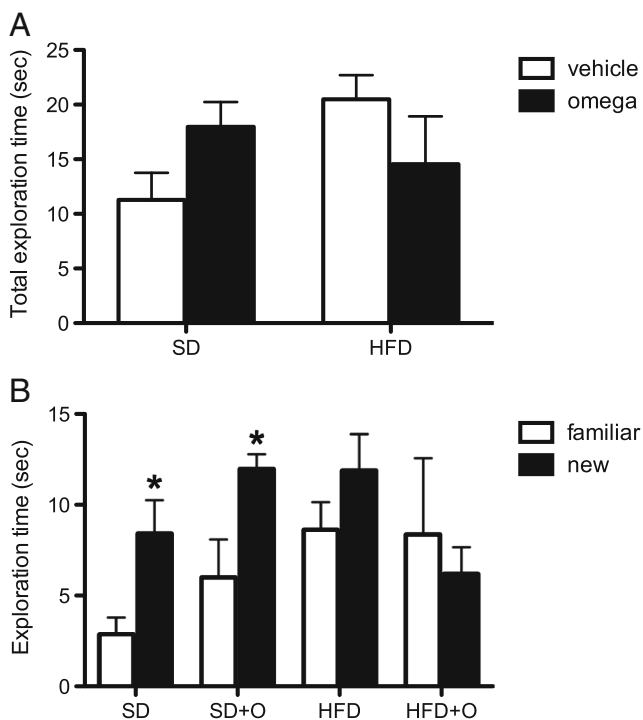 A
Total exploration time (sec)
25
20
15
10
5
0
SD
HFD
vehicle
omega
B
Exploration time (sec)
15
10
5
0
*
*
SD
SD+O
HFD
HFD+O
familiar
new